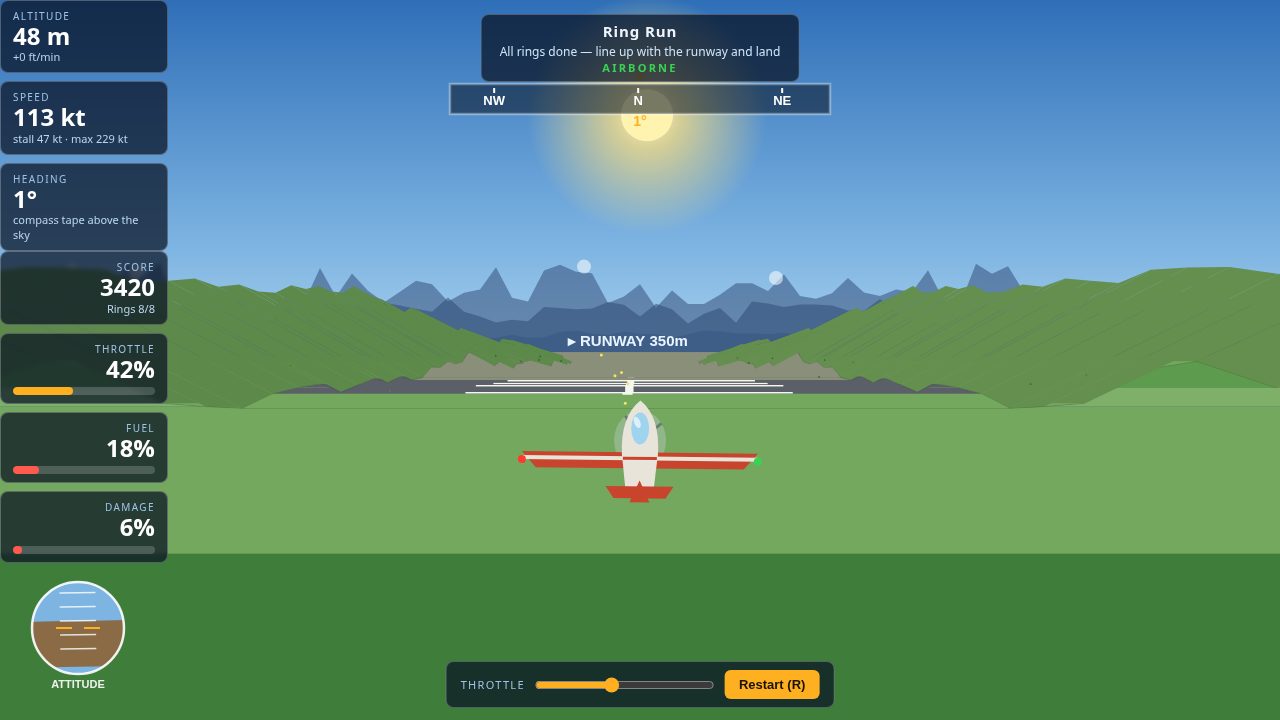 ALTITUDE
48 m
+0 ft/min
SPEED
113 kt
stall 47 kt · max 229 kt
HEADING
1°
compass tape above the
sky
SCORE
3420
Rings 8/8
THROTTLE
42%
FUEL
18%
DAMAGE
6%
ATTITUDE
Ring Run
All rings done — line up with the runway and land
AIRBORNE
NW N NE
1°
▸ RUNWAY 350m
THROTTLE
Restart (R)